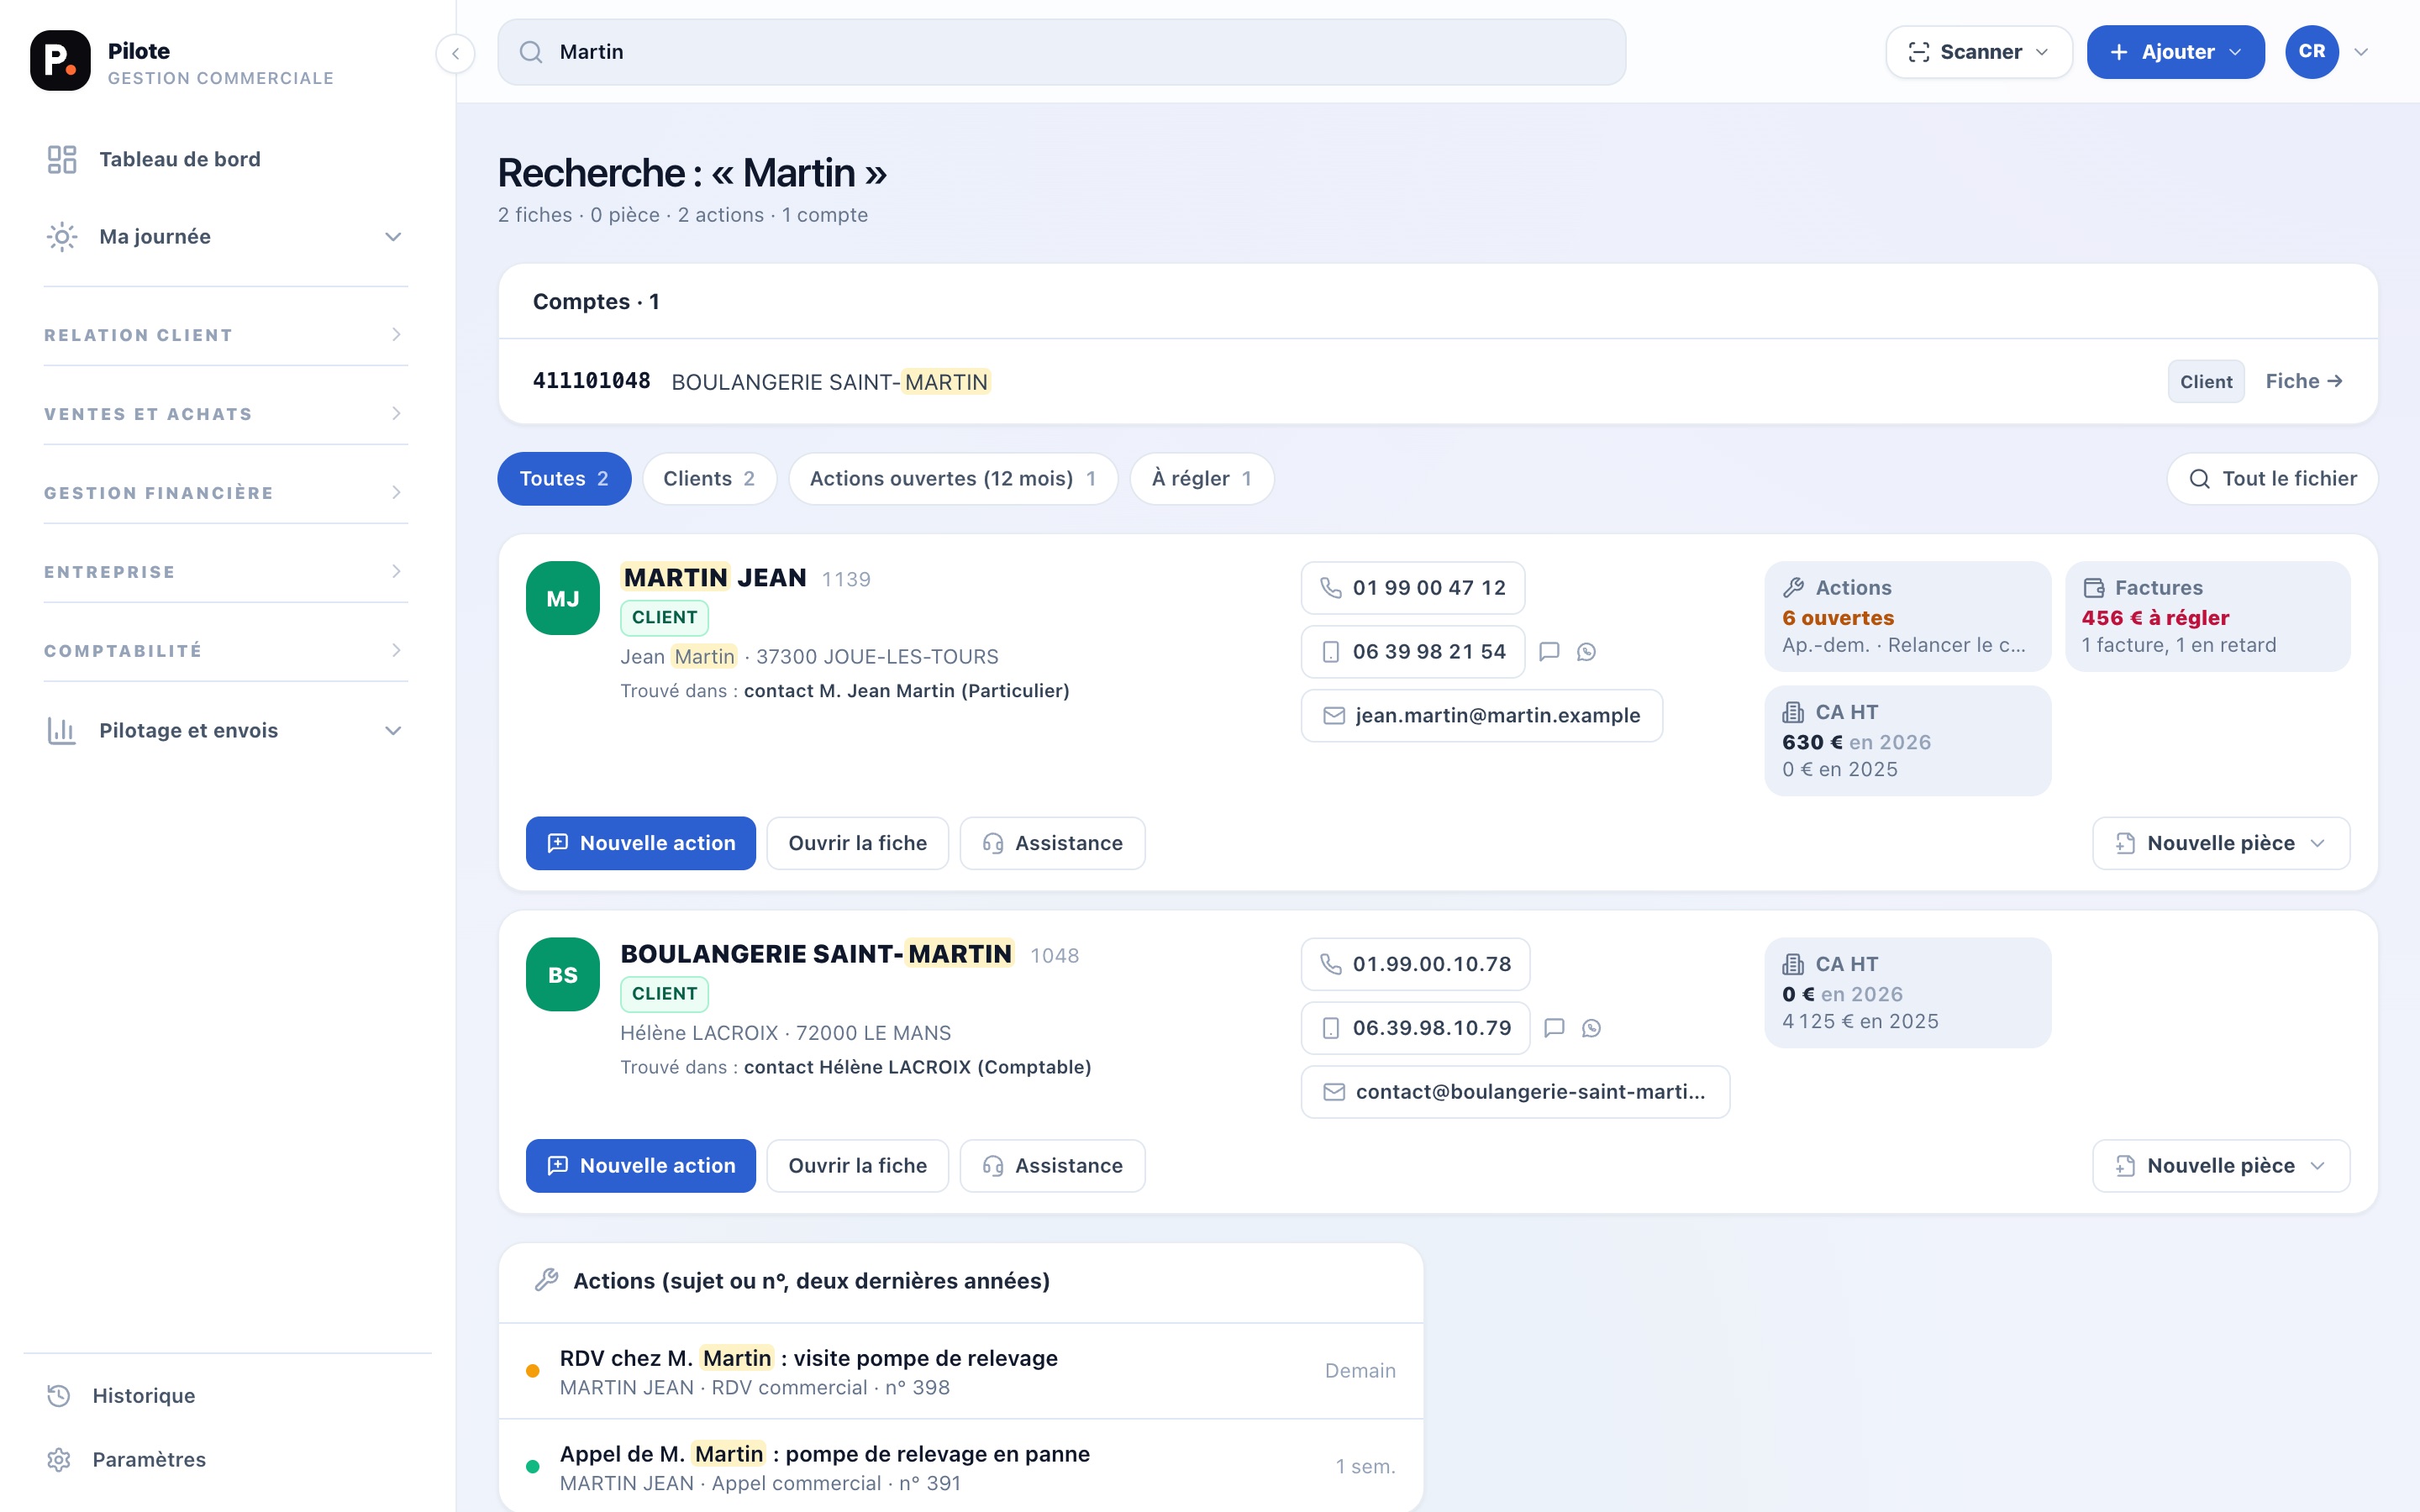 Pilote
GESTION COMMERCIALE
Tableau de bord
Ma journée
RELATION CLIENT
VENTES ET ACHATS
GESTION FINANCIÈRE
ENTREPRISE
COMPTABILITÉ
Pilotage et envois
Historique
Paramètres
Martin
Scanner
Ajouter
CR
Recherche : « Martin »
2 fiches · 0 pièce · 2 actions · 1 compte
Comptes · 1
411101048 BOULANGERIE SAINT-MARTIN Client Fiche →
Toutes 2 Clients 2 Actions ouvertes (12 mois) 1 À régler 1 Tout le fichier
MJ
MARTIN JEAN 1139
CLIENT
Jean Martin · 37300 JOUE-LES-TOURS
Trouvé dans : contact M. Jean Martin (Particulier)
01 99 00 47 12
06 39 98 21 54
jean.martin@martin.example
Actions
6 ouvertes
Ap.-dem. · Relancer le c...
Factures
456 € à régler
1 facture, 1 en retard
CA HT
630 € en 2026
0 € en 2025
Nouvelle action Ouvrir la fiche Assistance Nouvelle pièce
BS
BOULANGERIE SAINT-MARTIN 1048
CLIENT
Hélène LACROIX · 72000 LE MANS
Trouvé dans : contact Hélène LACROIX (Comptable)
01.99.00.10.78
06.39.98.10.79
contact@boulangerie-saint-marti...
CA HT
0 € en 2026
4 125 € en 2025
Nouvelle action Ouvrir la fiche Assistance Nouvelle pièce
Actions (sujet ou n°, deux dernières années)
RDV chez M. Martin : visite pompe de relevage Demain
MARTIN JEAN · RDV commercial · n° 398
Appel de M. Martin : pompe de relevage en panne 1 sem.
MARTIN JEAN · Appel commercial · n° 391